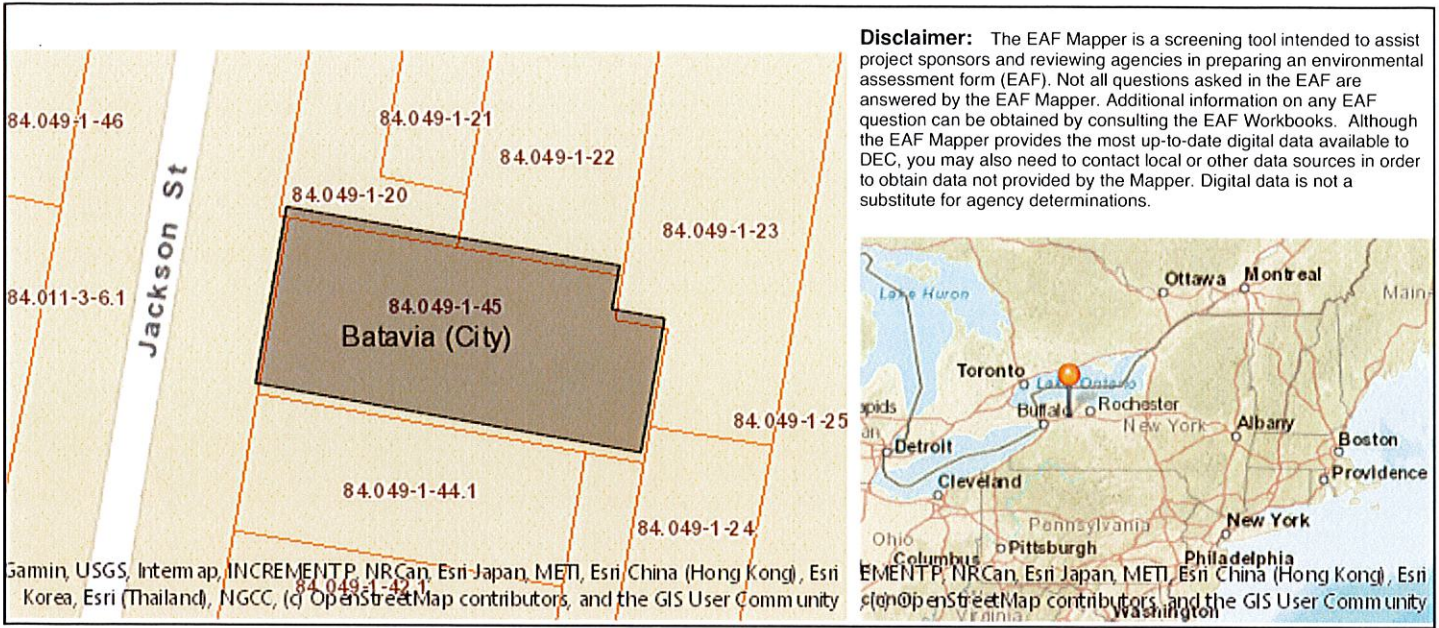 84.049-1-46
84.049-1-21
84.049-1-22
84.049-1-20
84.049-1-23
84.011-3-6.1
Jackson St
84.049-1-45
Batavia (City)
84.049-1-25
84.049-1-44.1
84.049-1-24
84.049-1-42
Garmin, USGS, Intermap, INCREMENT P, NRCan, Esri Japan, METI, Esri China (Hong Kong), Esri
Korea, Esri (Thailand), NGCC, (c) OpenStreetMap contributors, and the GIS User Community
Disclaimer: The EAF Mapper is a screening tool intended to assist
project sponsors and reviewing agencies in preparing an environmental
assessment form (EAF). Not all questions asked in the EAF are
answered by the EAF Mapper. Additional information on any EAF
question can be obtained by consulting the EAF Workbooks. Although
the EAF Mapper provides the most up-to-date digital data available to
DEC, you may also need to contact local or other data sources in order
to obtain data not provided by the Mapper. Digital data is not a
substitute for agency determinations.
Lake Huron
Ottawa
Montreal
Main
Toronto
Lake Ontario
apids
Buffalo
Rochester
an
New York
Albany
Detroit
Boston
Providence
Cleveland
Pennsylvania
New York
Ohio
Columbus
Pittsburgh
Philadelphia
EMENT P, NRCan, Esri Japan, METI, Esri China (Hong Kong), Esri
(c) OpenStreetMap contributors, and the GIS User Community
Washington
Virginia